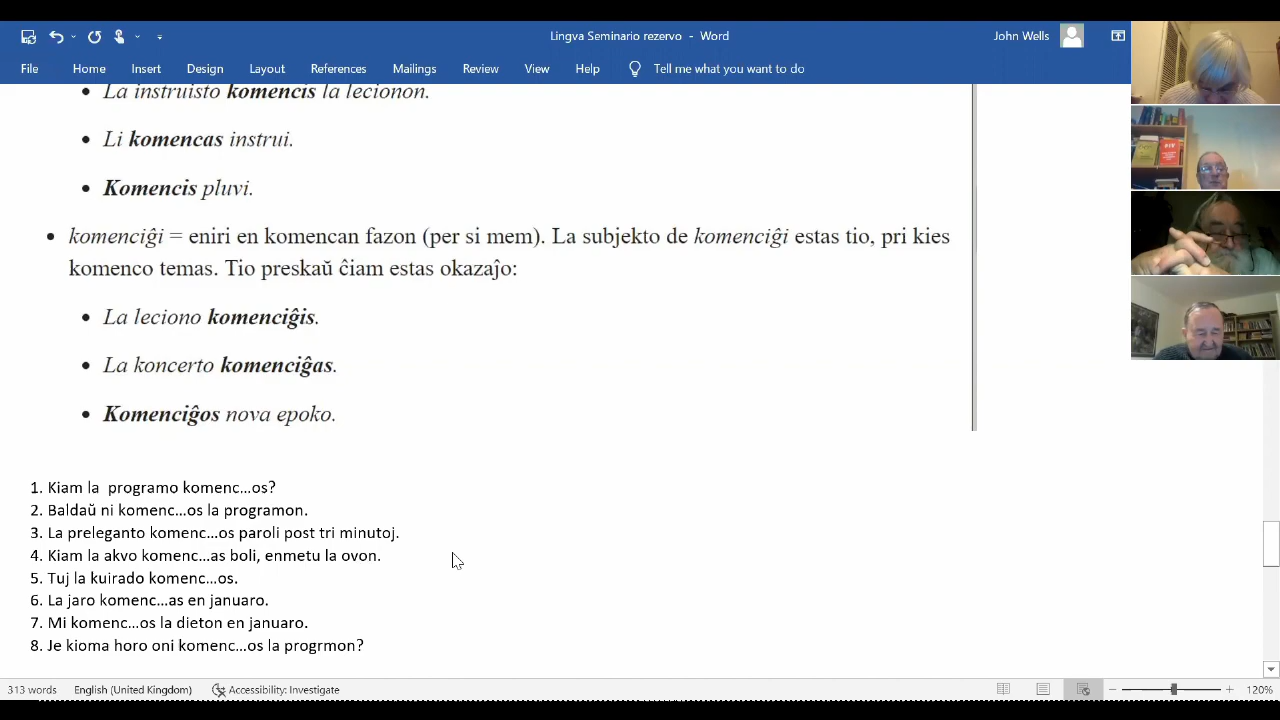 Lingva Seminario rezervo - Word
John Wells
File Home Insert Design Layout References Mailings Review View Help Tell me what you want to do
• La instruisto komencis la lecionon.
• Li komencas instrui.
• Komencis pluvi.
• komenciĝi = eniri en komencan fazon (per si mem). La subjekto de komenciĝi estas tio, pri kies
komenco temas. Tio preskaŭ ĉiam estas okazaĵo:
• La leciono komenciĝis.
• La koncerto komenciĝas.
• Komenciĝos nova epoko.
1. Kiam la programo komenc...os?
2. Baldaŭ ni komenc...os la programon.
3. La preleganto komenc...os paroli post tri minutoj.
4. Kiam la akvo komenc...as boli, enmetu la ovon.
5. Tuj la kuirado komenc...os.
6. La jaro komenc...as en januaro.
7. Mi komenc...os la dieton en januaro.
8. Je kioma horo oni komenc...os la progrmon?
313 words English (United Kingdom) Accessibility: Investigate 120%